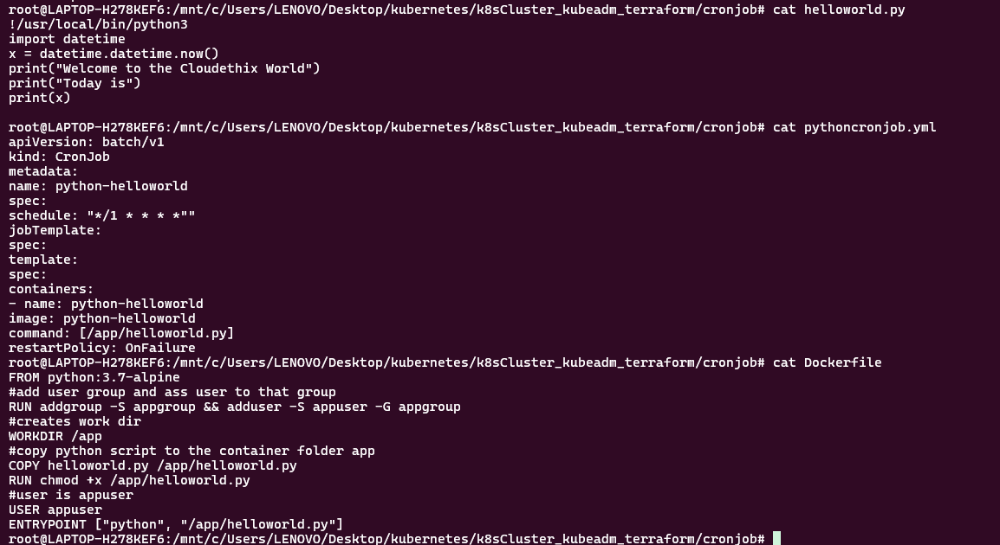 root@LAPTOP-H278KEF6:/mnt/c/Users/LENOVO/Desktop/kubernetes/k8sCluster_kubeadm_terraform/cronjob# cat helloworld.py
!/usr/local/bin/python3
import datetime
x = datetime.datetime.now()
print("Welcome to the Cloudethix World")
print("Today is")
print(x)
root@LAPTOP-H278KEF6:/mnt/c/Users/LENOVO/Desktop/kubernetes/k8sCluster_kubeadm_terraform/cronjob# cat pythoncronjob.yml
apiVersion: batch/v1
kind: CronJob
metadata:
name: python-helloworld
spec:
schedule: "*/1 * * * *""
jobTemplate:
spec:
template:
spec:
containers:
- name: python-helloworld
image: python-helloworld
command: [/app/helloworld.py]
restartPolicy: OnFailure
root@LAPTOP-H278KEF6:/mnt/c/Users/LENOVO/Desktop/kubernetes/k8sCluster_kubeadm_terraform/cronjob# cat Dockerfile
FROM python:3.7-alpine
#add user group and ass user to that group
RUN addgroup -S appgroup && adduser -S appuser -G appgroup
#creates work dir
WORKDIR /app
#copy python script to the container folder app
COPY helloworld.py /app/helloworld.py
RUN chmod +x /app/helloworld.py
#user is appuser
USER appuser
ENTRYPOINT ["python", "/app/helloworld.py"]
root@LAPTOP-H278KEF6:/mnt/c/Users/LENOVO/Desktop/kubernetes/k8sCluster_kubeadm_terraform/cronjob#